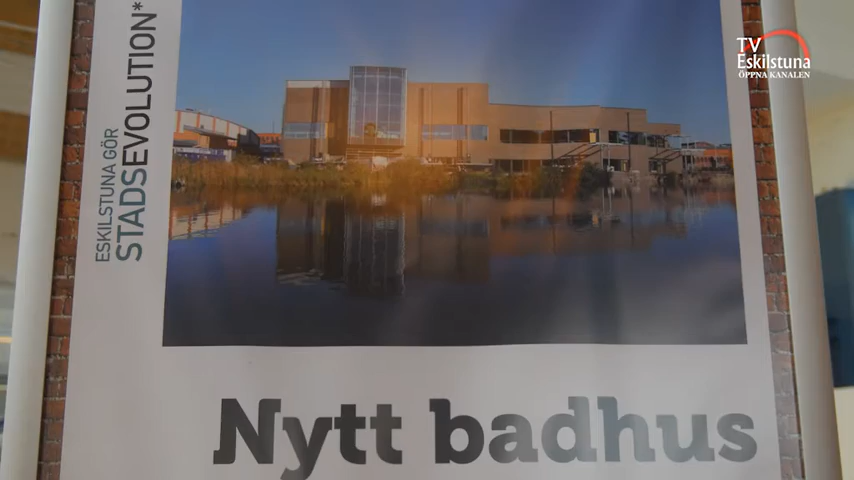 TV
Eskilstuna
ÖPPNA KANALEN
ESKILSTUNA GÖR
STADSEVOLUTION*
Nytt badhus